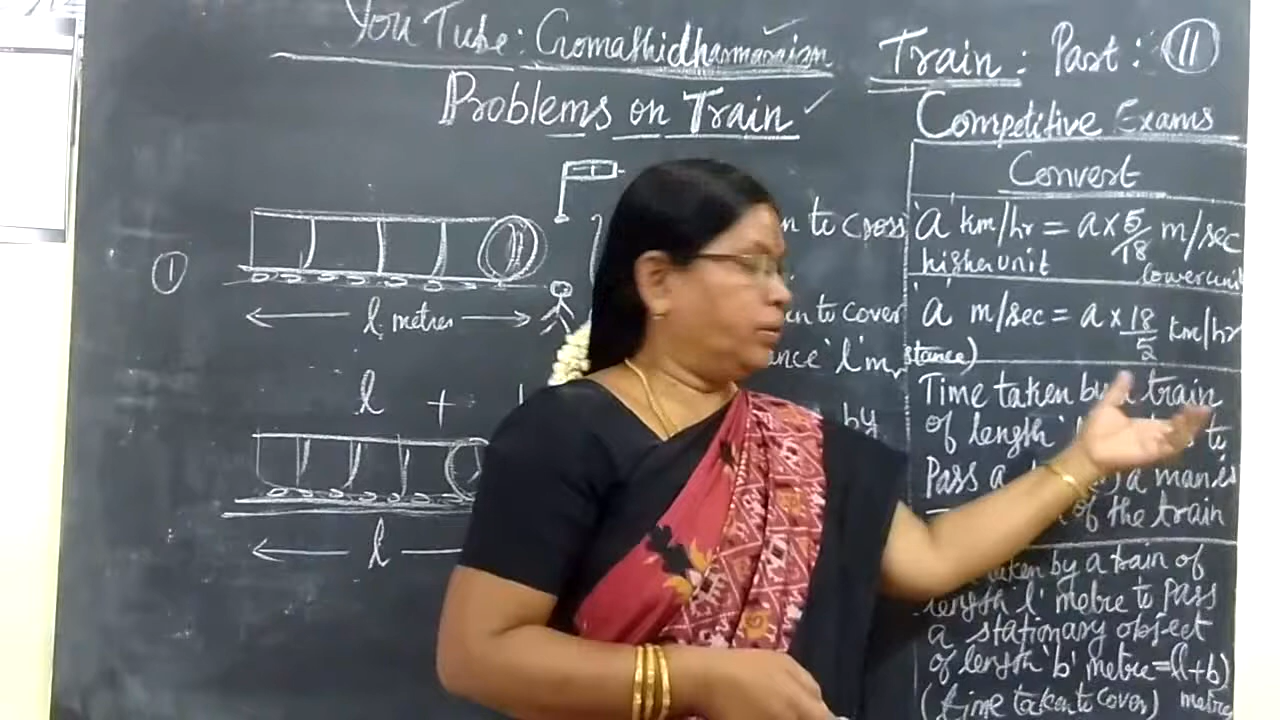 You Tube: Gomathidharmarajan
Train: Part: 11
Problems on Train
Competitive Exams
Convert
a km/hr = a × 5/18 m/sec
higher unit
lower unit
a m/sec = a × 18/5 km/hr
Time taken by a train
of length
Pass a
a man is
of the train
taken by a train of
length 'l' metre to pass
a stationary object
of length 'b' metre = (l+b)
(time taken to cover) metre
1
l metres
to cross
to cover
'l' m
stance)
by
l +
l